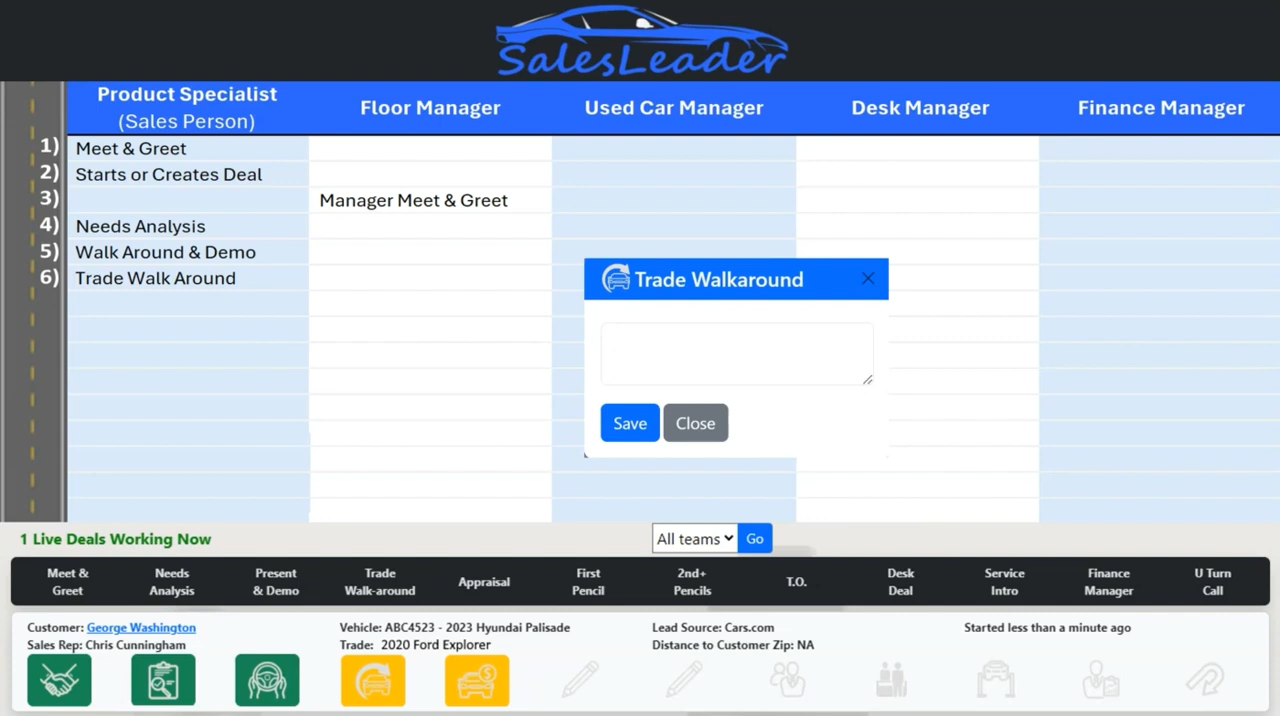 SalesLeader
Product Specialist
(Sales Person)
Floor Manager
Used Car Manager
Desk Manager
Finance Manager
1) Meet & Greet
2) Starts or Creates Deal
3) Manager Meet & Greet
4) Needs Analysis
5) Walk Around & Demo
6) Trade Walk Around
Trade Walkaround
Save Close
1 Live Deals Working Now
All teams Go
Meet &
Greet
Needs
Analysis
Present
& Demo
Trade
Walk-around
Appraisal
First
Pencil
2nd+
Pencils
T.O.
Desk
Deal
Service
Intro
Finance
Manager
U Turn
Call
Customer: George Washington
Sales Rep: Chris Cunningham
Vehicle: ABC4523 - 2023 Hyundai Palisade
Trade: 2020 Ford Explorer
Lead Source: Cars.com
Distance to Customer Zip: NA
Started less than a minute ago